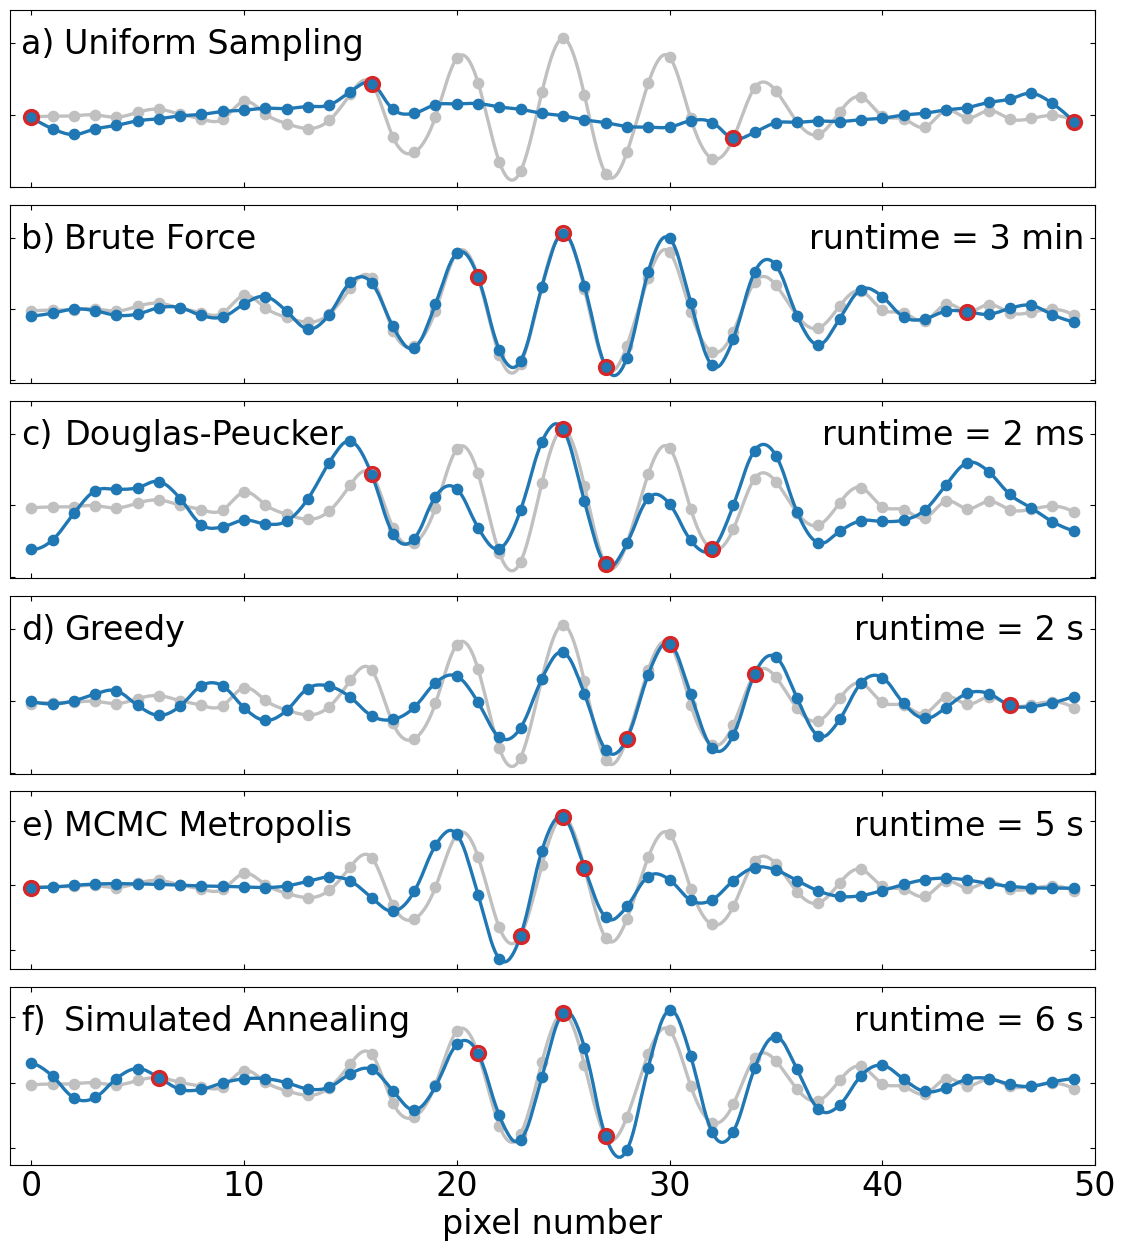 a) Uniform Sampling
b) Brute Force runtime = 3 min
c) Douglas-Peucker runtime = 2 ms
d) Greedy runtime = 2 s
e) MCMC Metropolis runtime = 5 s
f) Simulated Annealing runtime = 6 s
0 10 20 30 40 50
pixel number